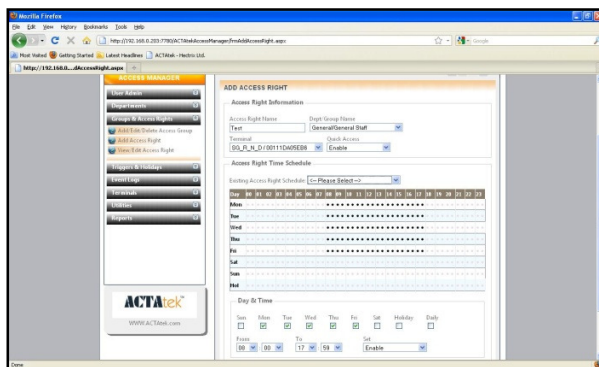 Mozilla Firefox
File Edit View History Bookmarks Tools Help
http://192.168.0.203:7780/ACTAtekAccessManager/frmAddAccessRight.aspx
Google
Most Visited Getting Started Latest Headlines ACTAtek - Hectrix Ltd.
http://192.168.0....dAccessRight.aspx
ACCESS MANAGER
User Admin
Departments
Groups & Access Rights
Add/Edit/Delete Access Group
Add Access Right
View/Edit Access Right
Triggers & Holidays
Event Logs
Terminals
Utilities
Reports
ACTAtek
WWW.ACTAtek.com
ADD ACCESS RIGHT
Access Right Information
Access Right Name Dept/Group Name
Test General/General Staff
Terminal Quick Access
SG_R_N_D / 00111DA05EB8 Enable
Access Right Time Schedule
Existing Access Right Schedule <-- Please Select -->
Day 00 01 02 03 04 05 06 07 08 09 10 11 12 13 14 15 16 17 18 19 20 21 22 23
Mon
Tue
Wed
Thu
Fri
Sat
Sun
Hol
Day & Time
Sun Mon Tue Wed Thu Fri Sat Holiday Daily
From To Set
08 : 00 17 : 59 Enable
Done